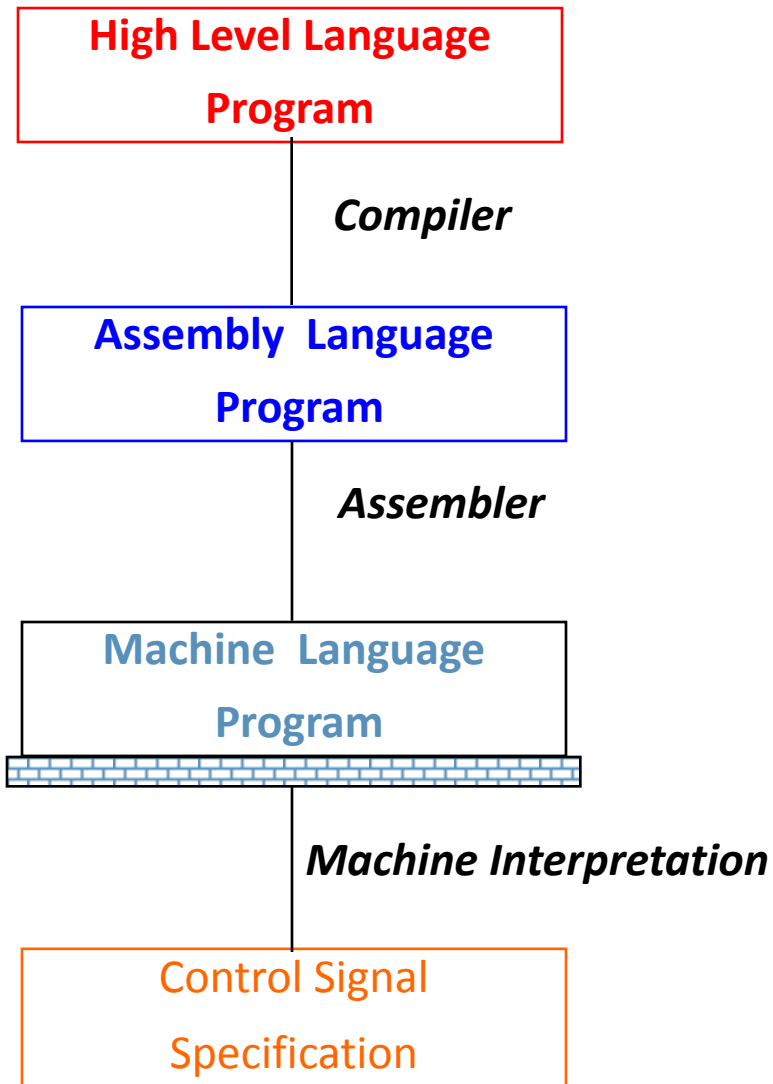 High Level Language
Program
Compiler
Assembly Language
Program
Assembler
Machine Language
Program
Machine Interpretation
Control Signal
Specification